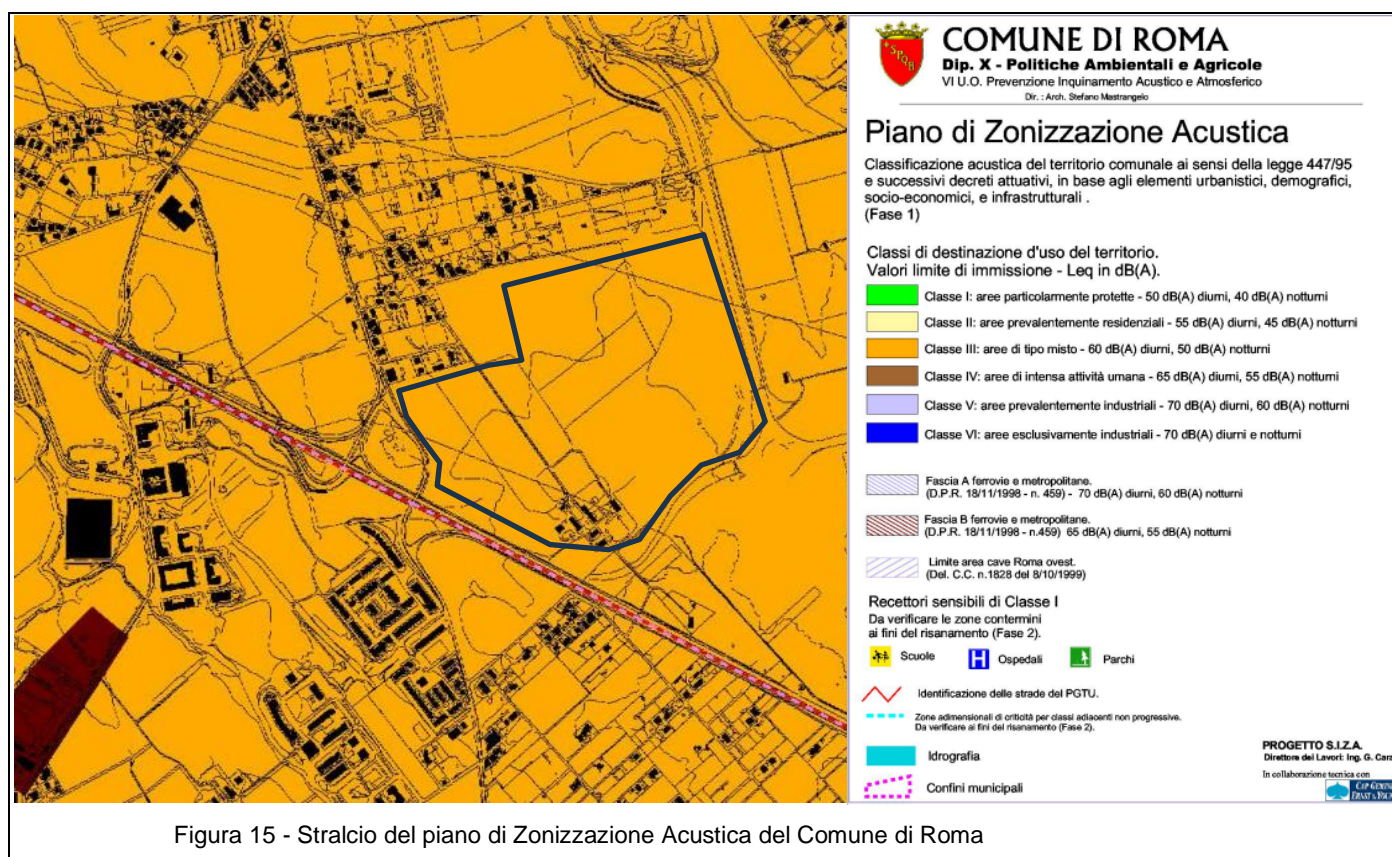 COMUNE DI ROMA
Dip. X - Politiche Ambientali e Agricole
VI U.O. Prevenzione Inquinamento Acustico e Atmosferico
Dir. : Arch. Stefano Mastrangelo
Piano di Zonizzazione Acustica
Classificazione acustica del territorio comunale ai sensi della legge 447/95
e successivi decreti attuativi, in base agli elementi urbanistici, demografici,
socio-economici, e infrastrutturali .
(Fase 1)
Classi di destinazione d'uso del territorio.
Valori limite di immissione - Leq in dB(A).
Classe I: aree particolarmente protette - 50 dB(A) diurni, 40 dB(A) notturni
Classe II: aree prevalentemente residenziali - 55 dB(A) diurni, 45 dB(A) notturni
Classe III: aree di tipo misto - 60 dB(A) diurni, 50 dB(A) notturni
Classe IV: aree di intensa attività umana - 65 dB(A) diurni, 55 dB(A) notturni
Classe V: aree prevalentemente industriali - 70 dB(A) diurni, 60 dB(A) notturni
Classe VI: aree esclusivamente industriali - 70 dB(A) diurni e notturni
Fascia A ferrovie e metropolitane.
(D.P.R. 18/11/1998 - n. 459) - 70 dB(A) diurni, 60 dB(A) notturni
Fascia B ferrovie e metropolitane.
(D.P.R. 18/11/1998 - n.459) 65 dB(A) diurni, 55 dB(A) notturni
Limite area cave Roma ovest.
(Del. C.C. n.1828 del 8/10/1999)
Recettori sensibili di Classe I
Da verificare le zone contermini
ai fini del risanamento (Fase 2).
Scuole
H Ospedali
Parchi
Identificazione delle strade del PGTU.
Zone adimensionali di criticità per classi adiacenti non progressive.
Da verificare ai fini del risanamento (Fase 2).
Idrografia
Confini municipali
PROGETTO S.I.Z.A.
Direttore dei Lavori: Ing. G. Cara
In collaborazione tecnica con
Figura 15 - Stralcio del piano di Zonizzazione Acustica del Comune di Roma